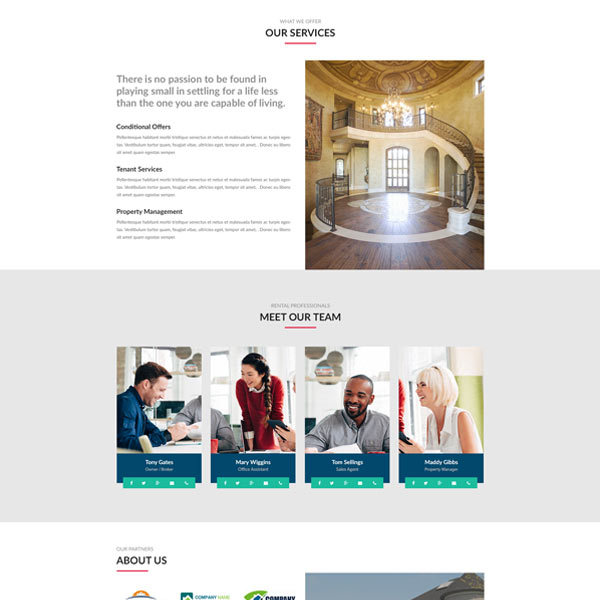 WHAT WE OFFER
OUR SERVICES
There is no passion to be found in
playing small in settling for a life less
than the one you are capable of living.
Conditional Offers
Pellentesque habitant morbi tristique senectus et netus et malesuada fames ac turpis eges-
tas. Vestibulum tortor quam, feugiat vitae, ultricies eget, tempor sit amet, . Donec eu libero
sit amet quam egestas semper
Tenant Services
Pellentesque habitant morbi tristique senectus et netus et malesuada fames ac turpis eges-
tas. Vestibulum tortor quam, feugiat vitae, ultricies eget, tempor sit amet, . Donec eu libero
sit amet quam egestas semper
Property Management
Pellentesque habitant morbi tristique senectus et netus et malesuada fames ac turpis eges-
tas. Vestibulum tortor quam, feugiat vitae, ultricies eget, tempor sit amet, . Donec eu libero
sit amet quam egestas semper
RENTAL PROFESSIONALS
MEET OUR TEAM
Tony Gates
Owner / Broker
Mary Wiggins
Office Assistant
Tom Sellings
Sales Agent
Maddy Gibbs
Property Manager
OUR PARTNERS
ABOUT US
COMPANY NAME
COMPANY